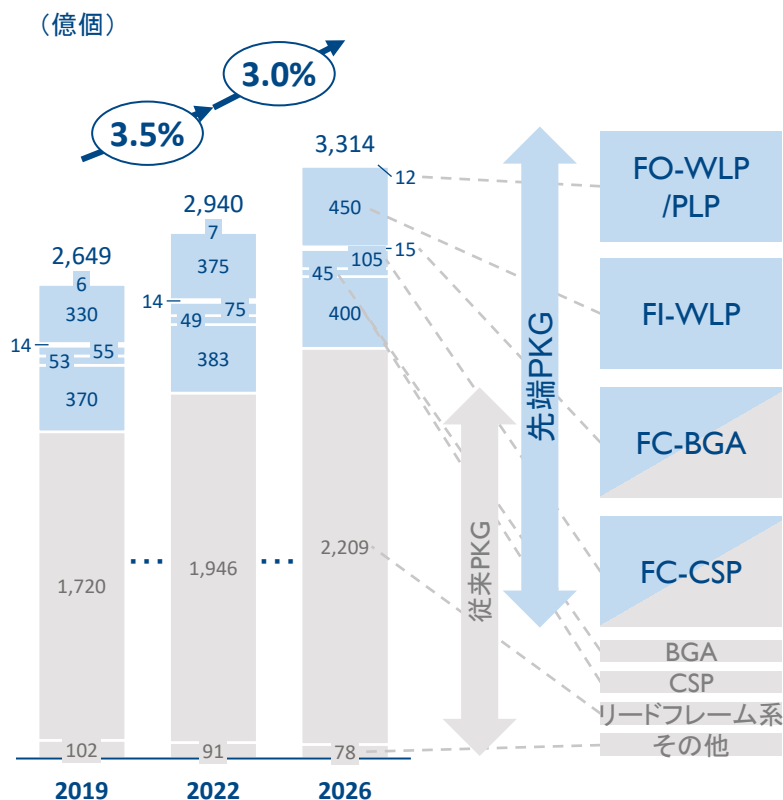 （億個）
3.5%
3.0%
2,649
6
330
14
55
53
370
1,720
102
2019
2,940
7
375
14
75
49
383
1,946
91
2022
3,314
12
450
15
105
45
400
2,209
78
2026
…
…
先端PKG
従来PKG
FO-WLP
/PLP
FI-WLP
FC-BGA
FC-CSP
BGA
CSP
リードフレーム系
その他